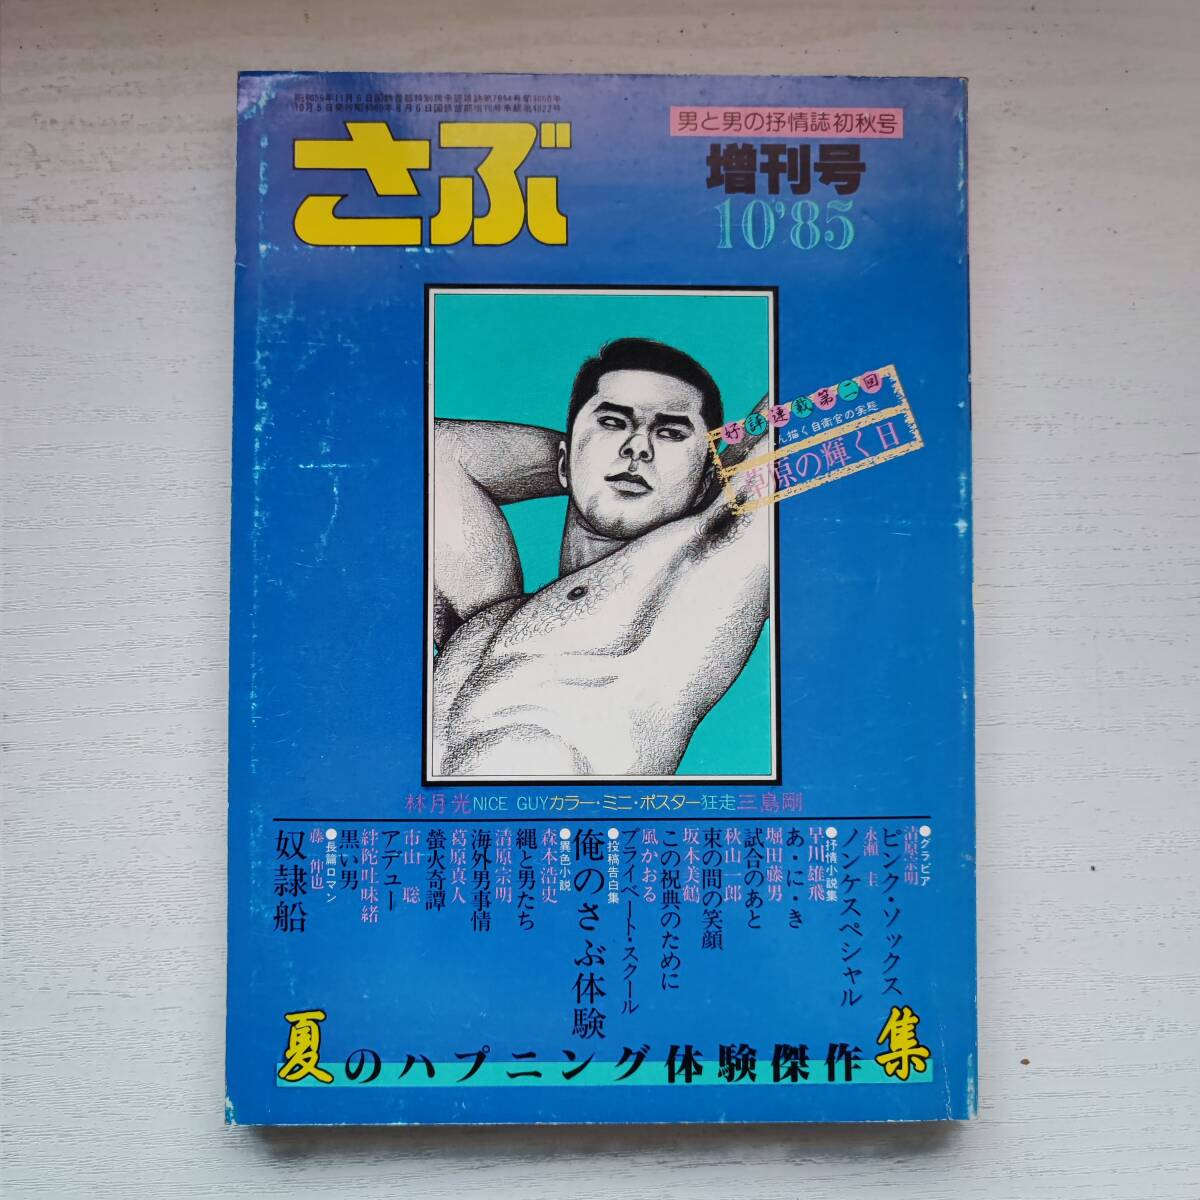 さぶ
男と男の抒情誌初秋号
増刊号
10'85
好評連載第二回
描く自衛官の実態
草原の輝く日
林月光NICE GUYカラー・ミニ・ポスター狂走三島剛
●グラビア
清原宗明
ピンク・ソックス
永瀬 圭
ノンケスペシャル
●抒情小説集
早川雄飛
あ・に・き
堀田藤男
試合のあと
秋山一郎
束の間の笑顔
坂本美鶴
この祝典のために
風かおる
プライベート・スクール
●投稿告白集
俺のさぶ体験
●異色小説
森本浩史
縄と男たち
清原宗明
海外男事情
葛原真人
螢火奇譚
市山 聡
アデュー
絆陀吐味緒
黒い男
●長篇ロマン
藤 伸也
奴隷船
夏のハプニング体験傑作集